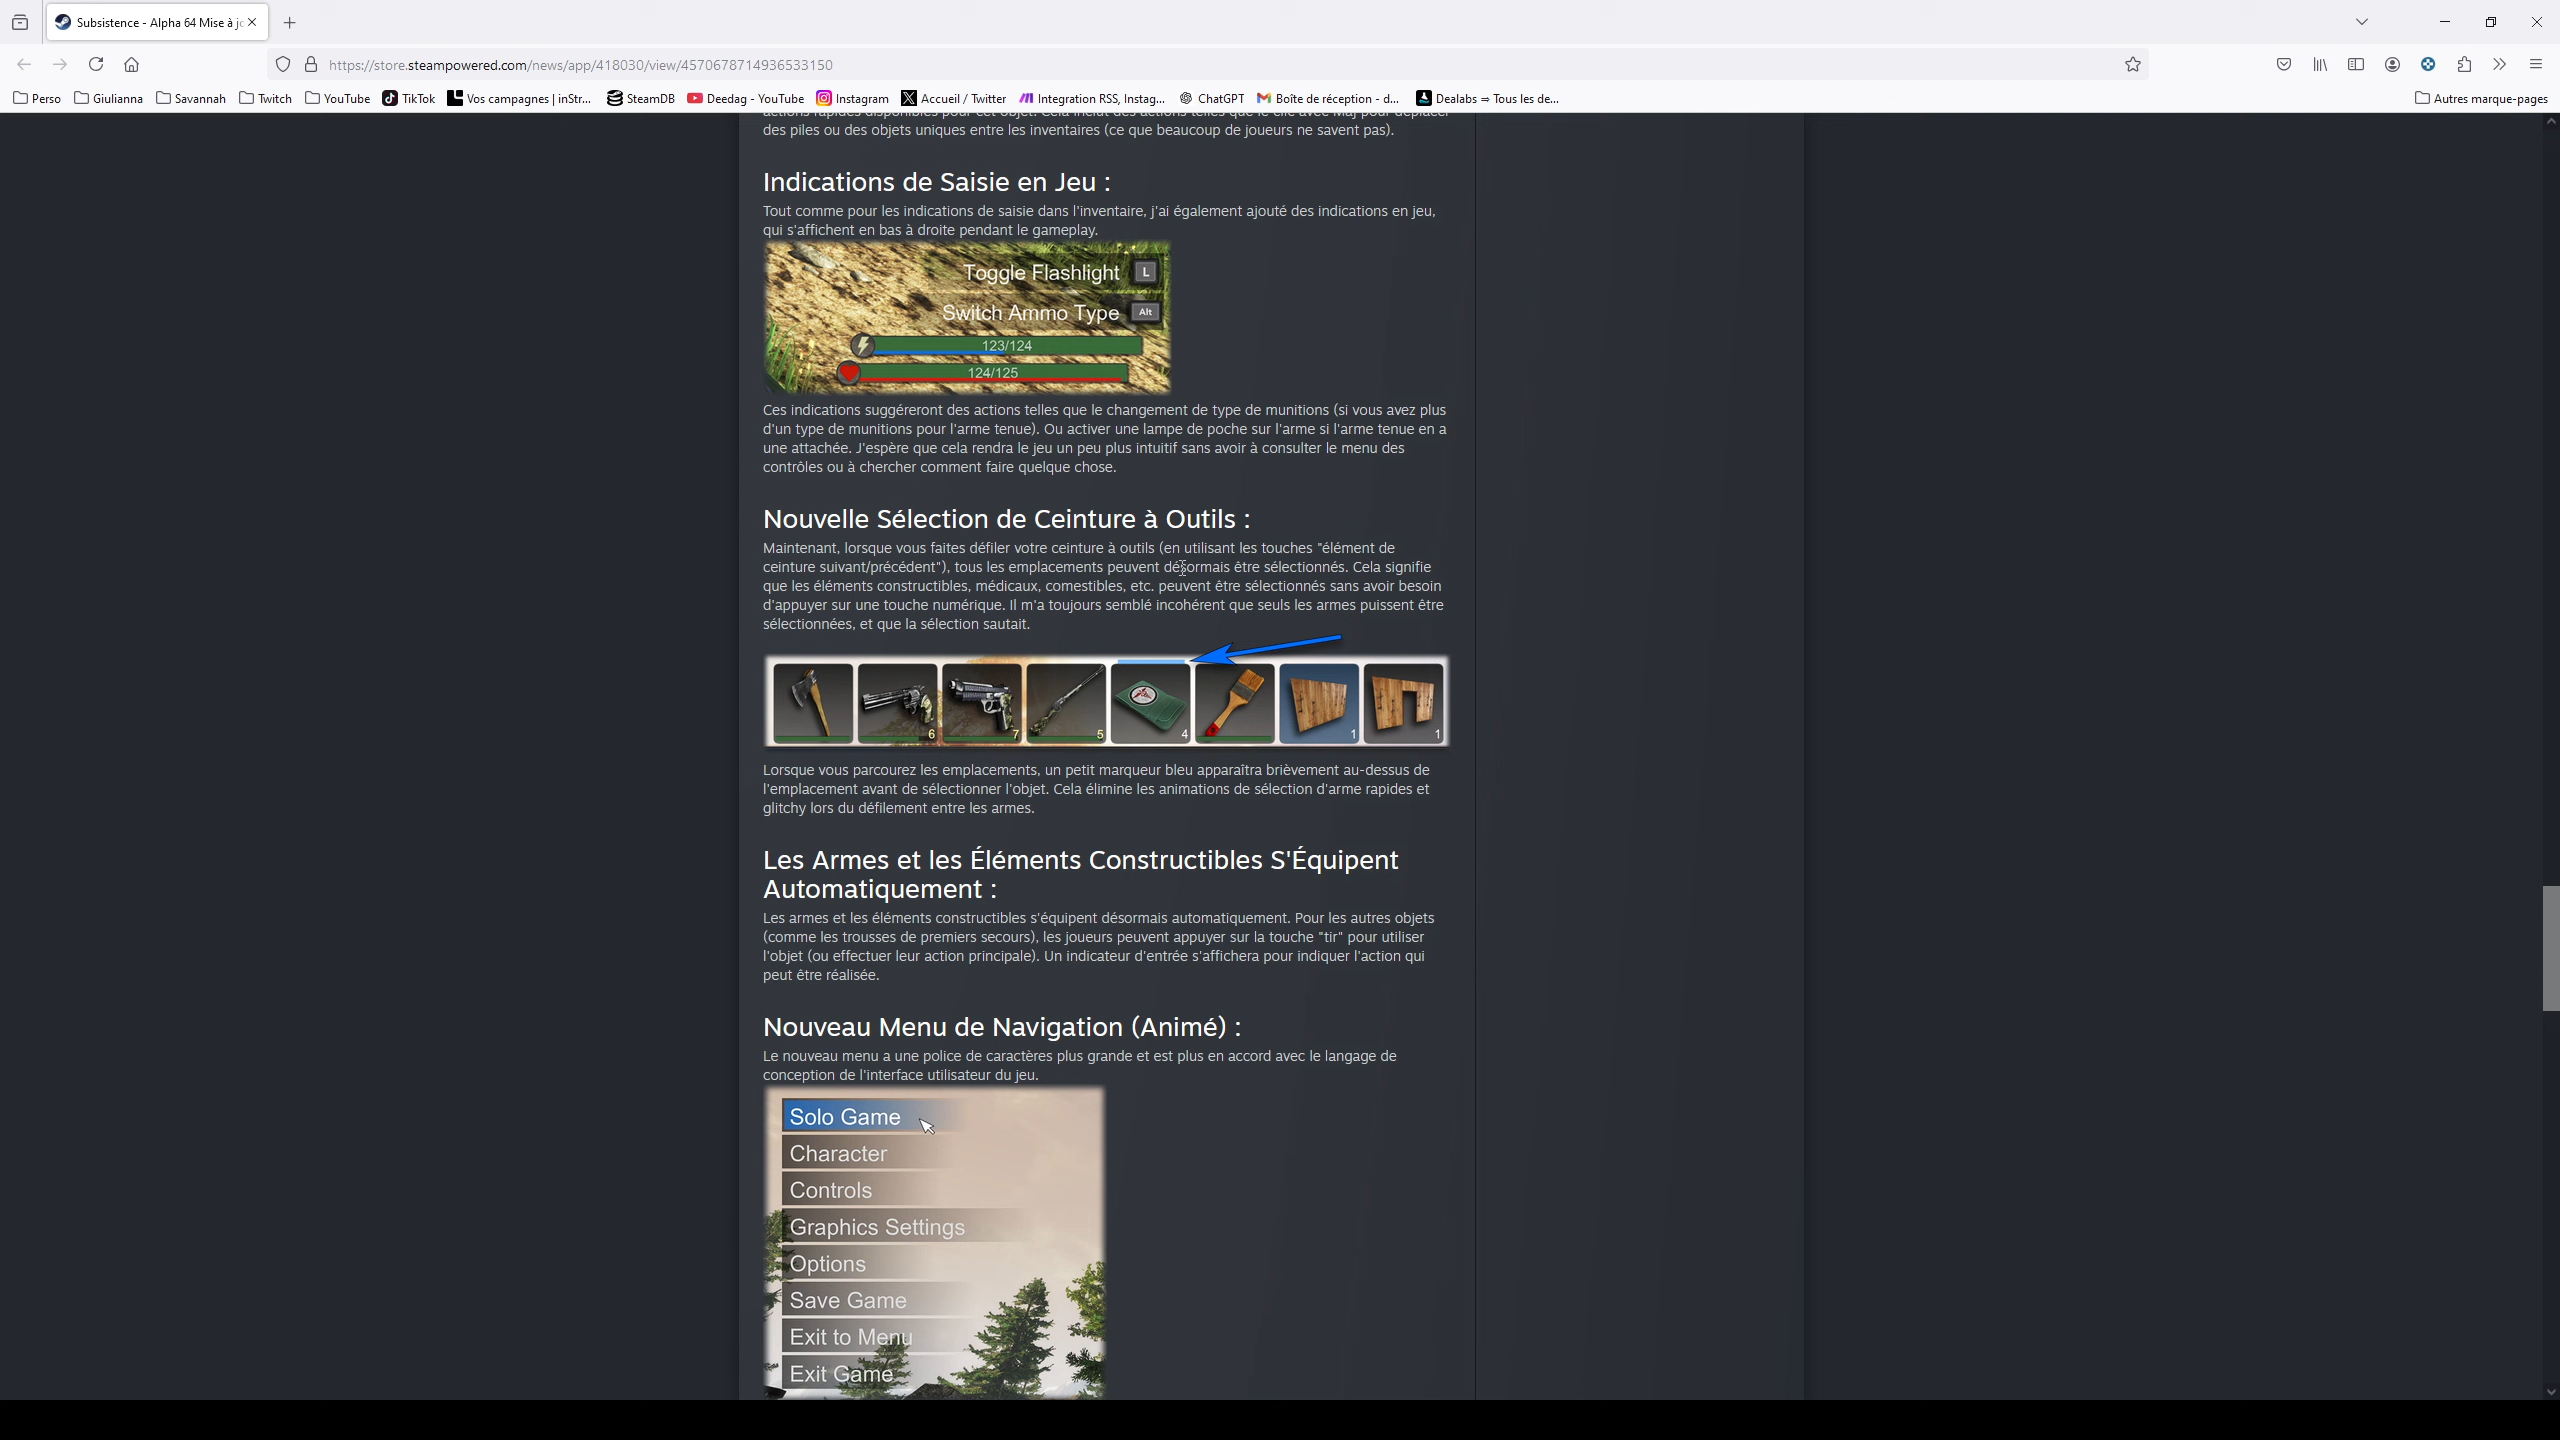 Subsistence - Alpha 64 Mise à jo
https://store.steampowered.com/news/app/418030/view/4570678714936533150
Perso Giulianna Savannah Twitch YouTube TikTok Vos campagnes | inStr... SteamDB Deedag - YouTube Instagram Accueil / Twitter Integration RSS, Instag... ChatGPT Boîte de réception - d... Dealabs ⇒ Tous les de... Autres marque-pages
actions rapides disponibles pour cet objet. Cela inclut des actions telles que le clic avec Maj pour déplacer
des piles ou des objets uniques entre les inventaires (ce que beaucoup de joueurs ne savent pas).
Indications de Saisie en Jeu :
Tout comme pour les indications de saisie dans l'inventaire, j'ai également ajouté des indications en jeu,
qui s'affichent en bas à droite pendant le gameplay.
Toggle Flashlight L
Switch Ammo Type Alt
123/124
124/125
Ces indications suggéreront des actions telles que le changement de type de munitions (si vous avez plus
d'un type de munitions pour l'arme tenue). Ou activer une lampe de poche sur l'arme si l'arme tenue en a
une attachée. J'espère que cela rendra le jeu un peu plus intuitif sans avoir à consulter le menu des
contrôles ou à chercher comment faire quelque chose.
Nouvelle Sélection de Ceinture à Outils :
Maintenant, lorsque vous faites défiler votre ceinture à outils (en utilisant les touches "élément de
ceinture suivant/précédent"), tous les emplacements peuvent désormais être sélectionnés. Cela signifie
que les éléments constructibles, médicaux, comestibles, etc. peuvent être sélectionnés sans avoir besoin
d'appuyer sur une touche numérique. Il m'a toujours semblé incohérent que seuls les armes puissent être
sélectionnées, et que la sélection sautait.
6 7 5 4 1 1
Lorsque vous parcourez les emplacements, un petit marqueur bleu apparaîtra brièvement au-dessus de
l'emplacement avant de sélectionner l'objet. Cela élimine les animations de sélection d'arme rapides et
glitchy lors du défilement entre les armes.
Les Armes et les Éléments Constructibles S'Équipent
Automatiquement :
Les armes et les éléments constructibles s'équipent désormais automatiquement. Pour les autres objets
(comme les trousses de premiers secours), les joueurs peuvent appuyer sur la touche "tir" pour utiliser
l'objet (ou effectuer leur action principale). Un indicateur d'entrée s'affichera pour indiquer l'action qui
peut être réalisée.
Nouveau Menu de Navigation (Animé) :
Le nouveau menu a une police de caractères plus grande et est plus en accord avec le langage de
conception de l'interface utilisateur du jeu.
Solo Game
Character
Controls
Graphics Settings
Options
Save Game
Exit to Menu
Exit Game